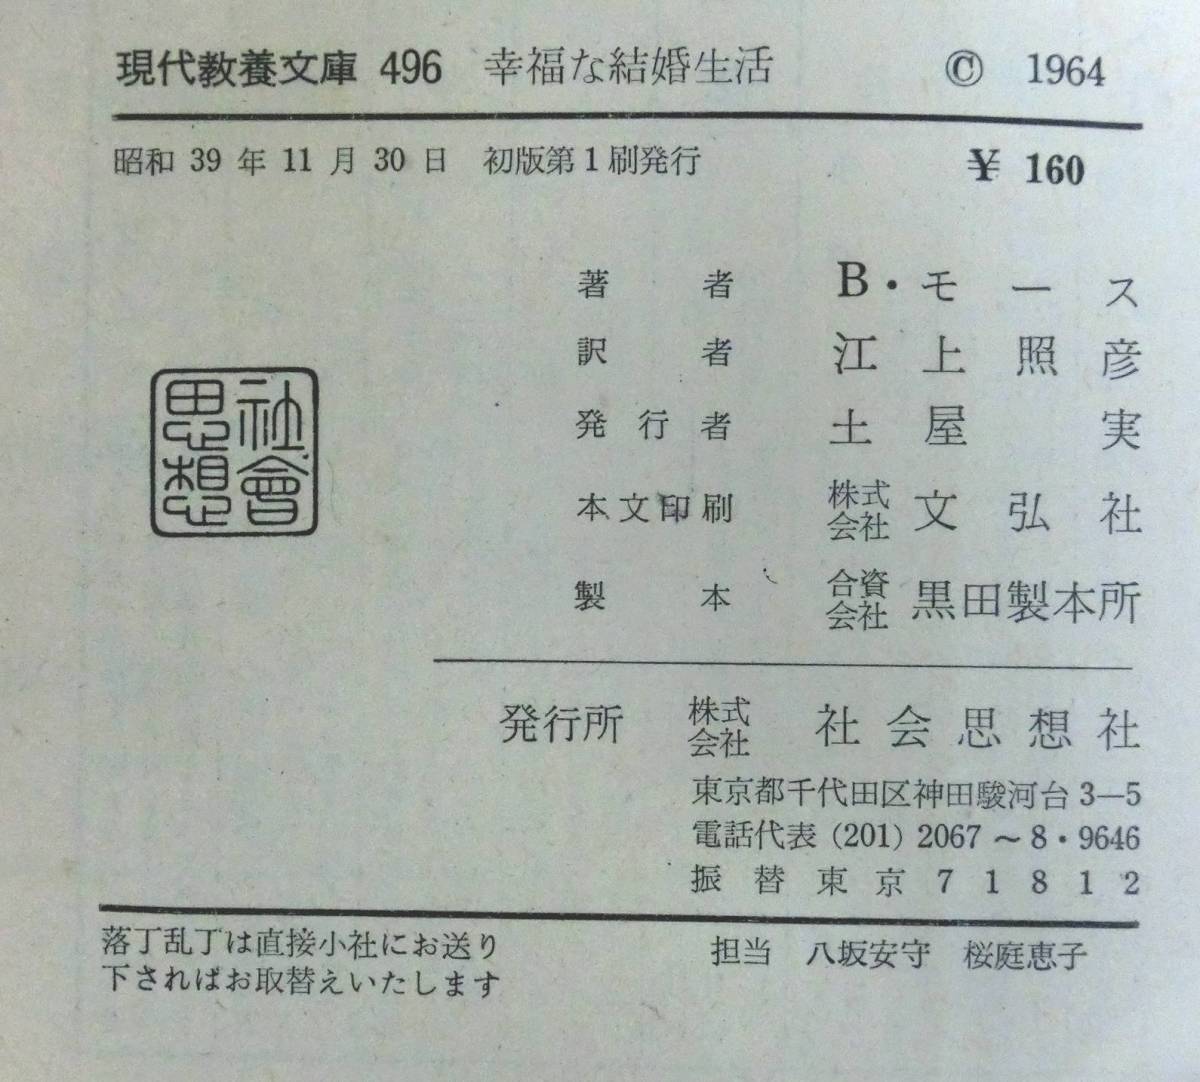 現代教養文庫 496 幸福な結婚生活 © 1964
昭和 39 年 11 月 30 日 初版第1刷発行 ¥ 160
著者 B・モース
訳者 江上照彦
発行者 土屋実
社會
思想
本文印刷 株式会社 文弘社
製本 合資会社 黒田製本所
発行所 株式会社 社会思想社
東京都千代田区神田駿河台 3—5
電話代表 (201) 2067 ～ 8・9646
振替東京 71812
落丁乱丁は直接小社にお送り
下さればお取替えいたします
担当 八坂安守 桜庭恵子